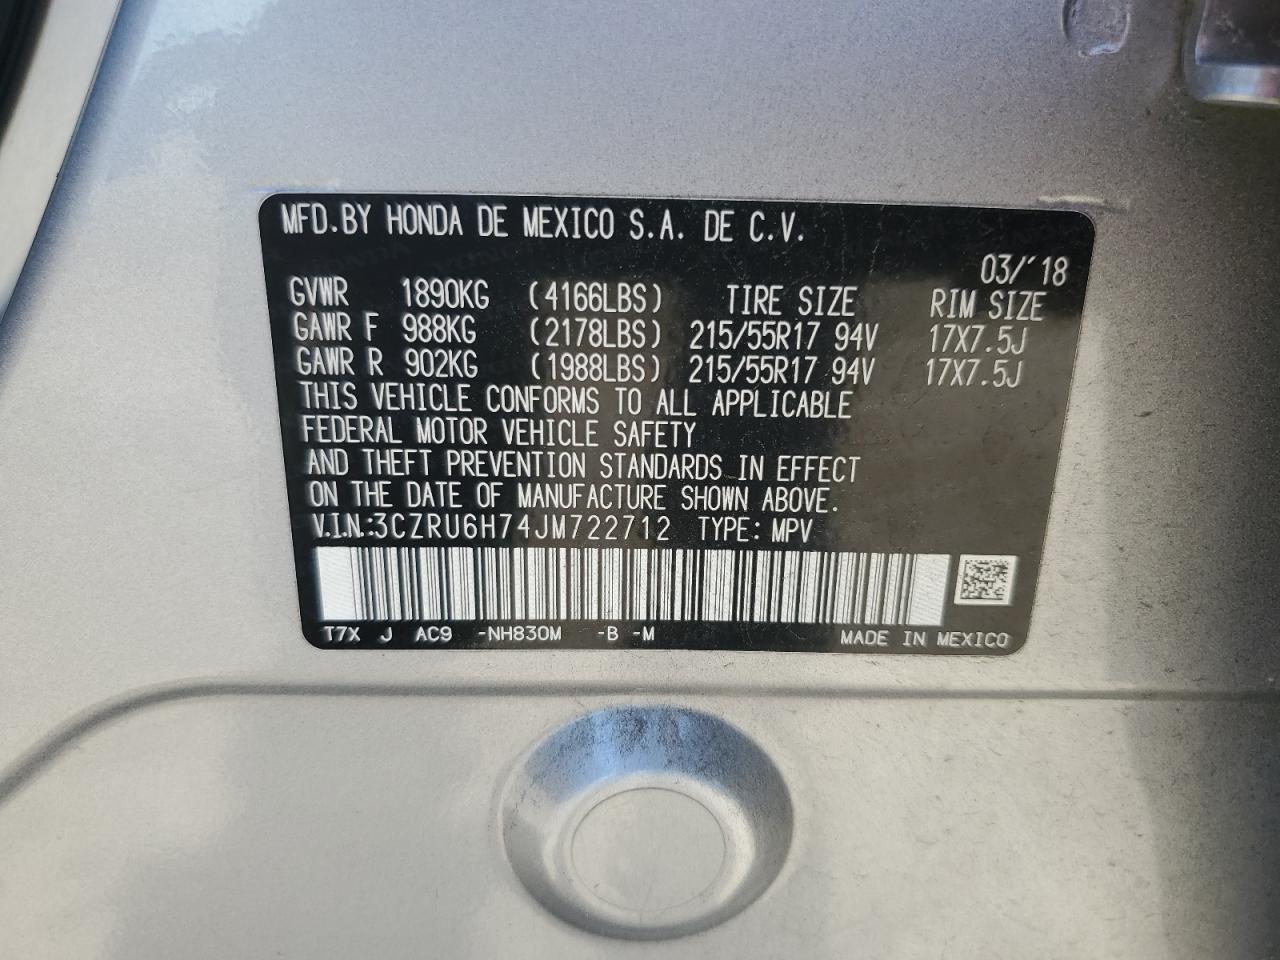 MFD.BY HONDA DE MEXICO S.A. DE C.V.
03/'18
GVWR 1890KG (4166LBS) TIRE SIZE RIM SIZE
GAWR F 988KG (2178LBS) 215/55R17 94V 17X7.5J
GAWR R 902KG (1988LBS) 215/55R17 94V 17X7.5J
THIS VEHICLE CONFORMS TO ALL APPLICABLE
FEDERAL MOTOR VEHICLE SAFETY
AND THEFT PREVENTION STANDARDS IN EFFECT
ON THE DATE OF MANUFACTURE SHOWN ABOVE.
V.I.N.:3CZRU6H74JM722712 TYPE: MPV
T7X J AC9 -NH830M -B -M MADE IN MEXICO